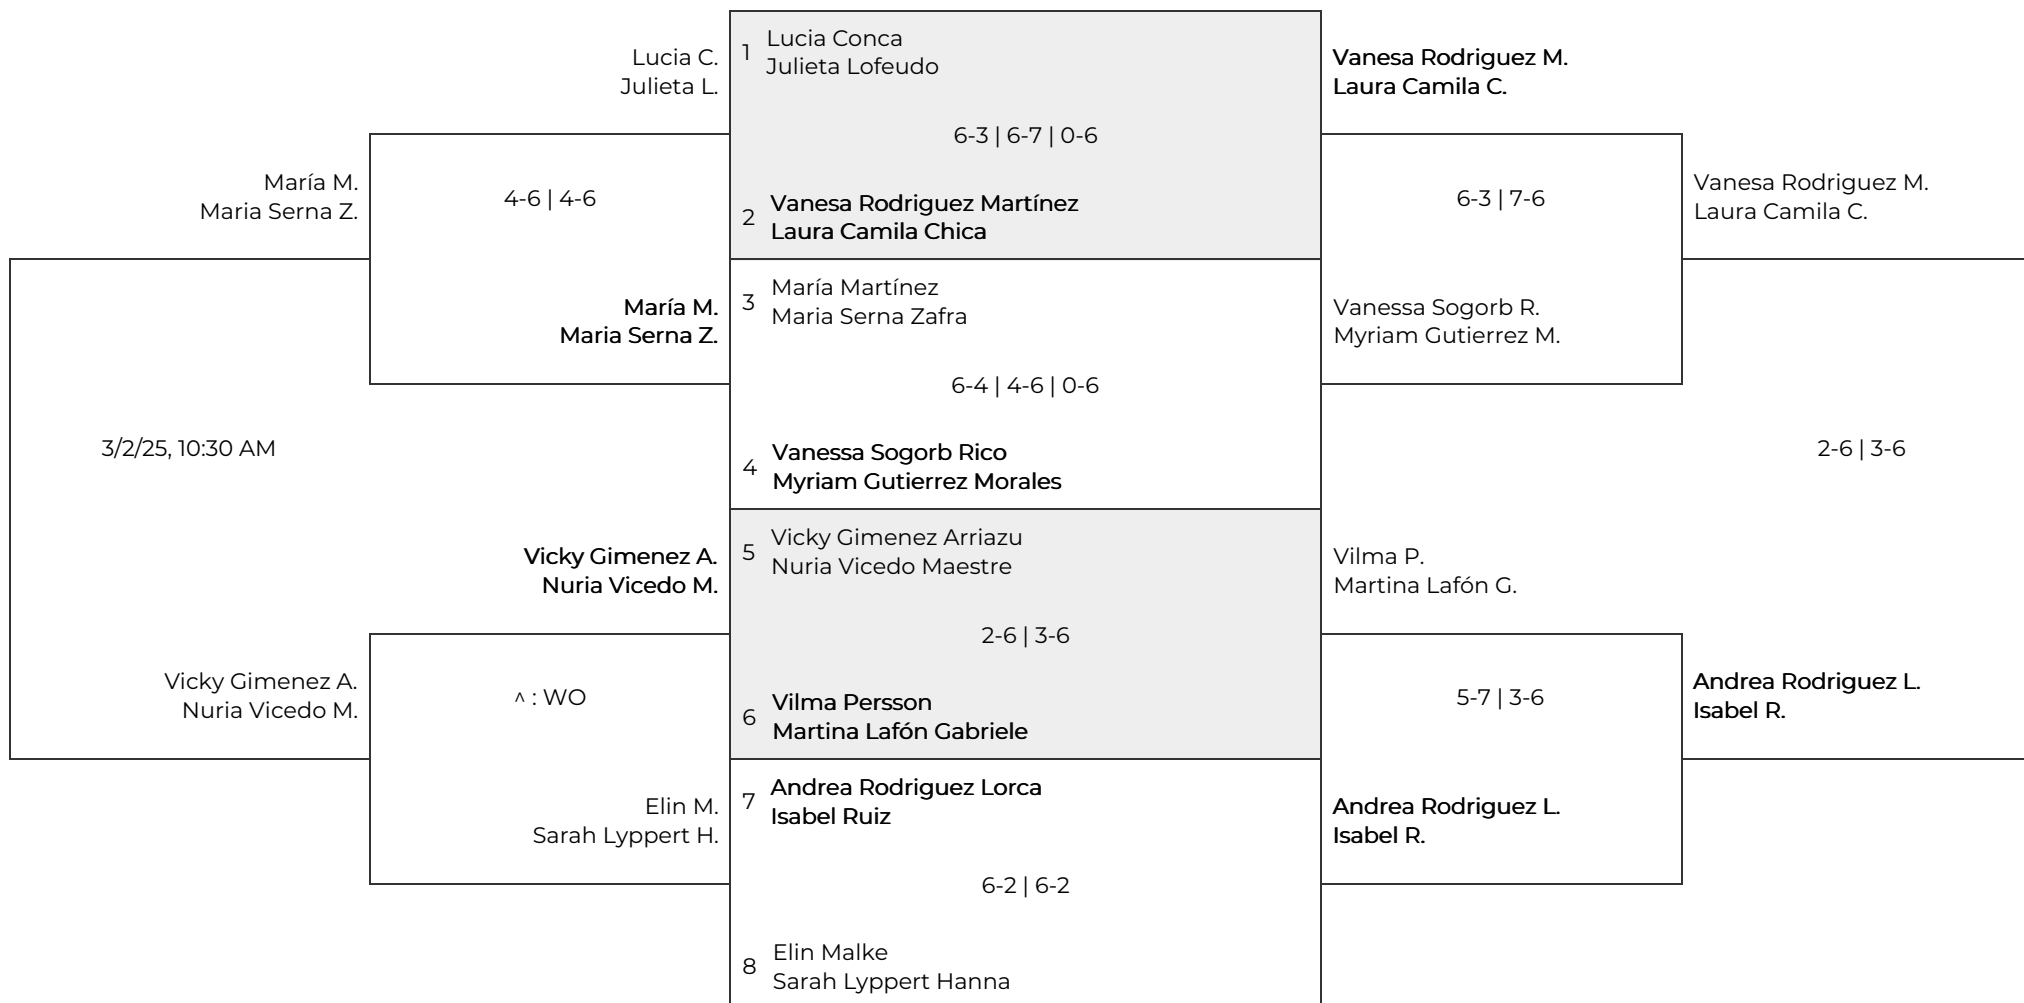 María M.
Maria Serna Z.
3/2/25, 10:30 AM
Vicky Gimenez A.
Nuria Vicedo M.
Lucia C.
Julieta L.
4-6 | 4-6
María M.
Maria Serna Z.
Vicky Gimenez A.
Nuria Vicedo M.
^ : WO
Elin M.
Sarah Lyppert H.
1 Lucia Conca
Julieta Lofeudo
6-3 | 6-7 | 0-6
2 Vanesa Rodriguez Martínez
Laura Camila Chica
3 María Martínez
Maria Serna Zafra
6-4 | 4-6 | 0-6
4 Vanessa Sogorb Rico
Myriam Gutierrez Morales
5 Vicky Gimenez Arriazu
Nuria Vicedo Maestre
2-6 | 3-6
6 Vilma Persson
Martina Lafón Gabriele
7 Andrea Rodriguez Lorca
Isabel Ruiz
6-2 | 6-2
8 Elin Malke
Sarah Lyppert Hanna
Vanesa Rodriguez M.
Laura Camila C.
6-3 | 7-6
Vanessa Sogorb R.
Myriam Gutierrez M.
Vilma P.
Martina Lafón G.
5-7 | 3-6
Andrea Rodriguez L.
Isabel R.
Vanesa Rodriguez M.
Laura Camila C.
2-6 | 3-6
Andrea Rodriguez L.
Isabel R.